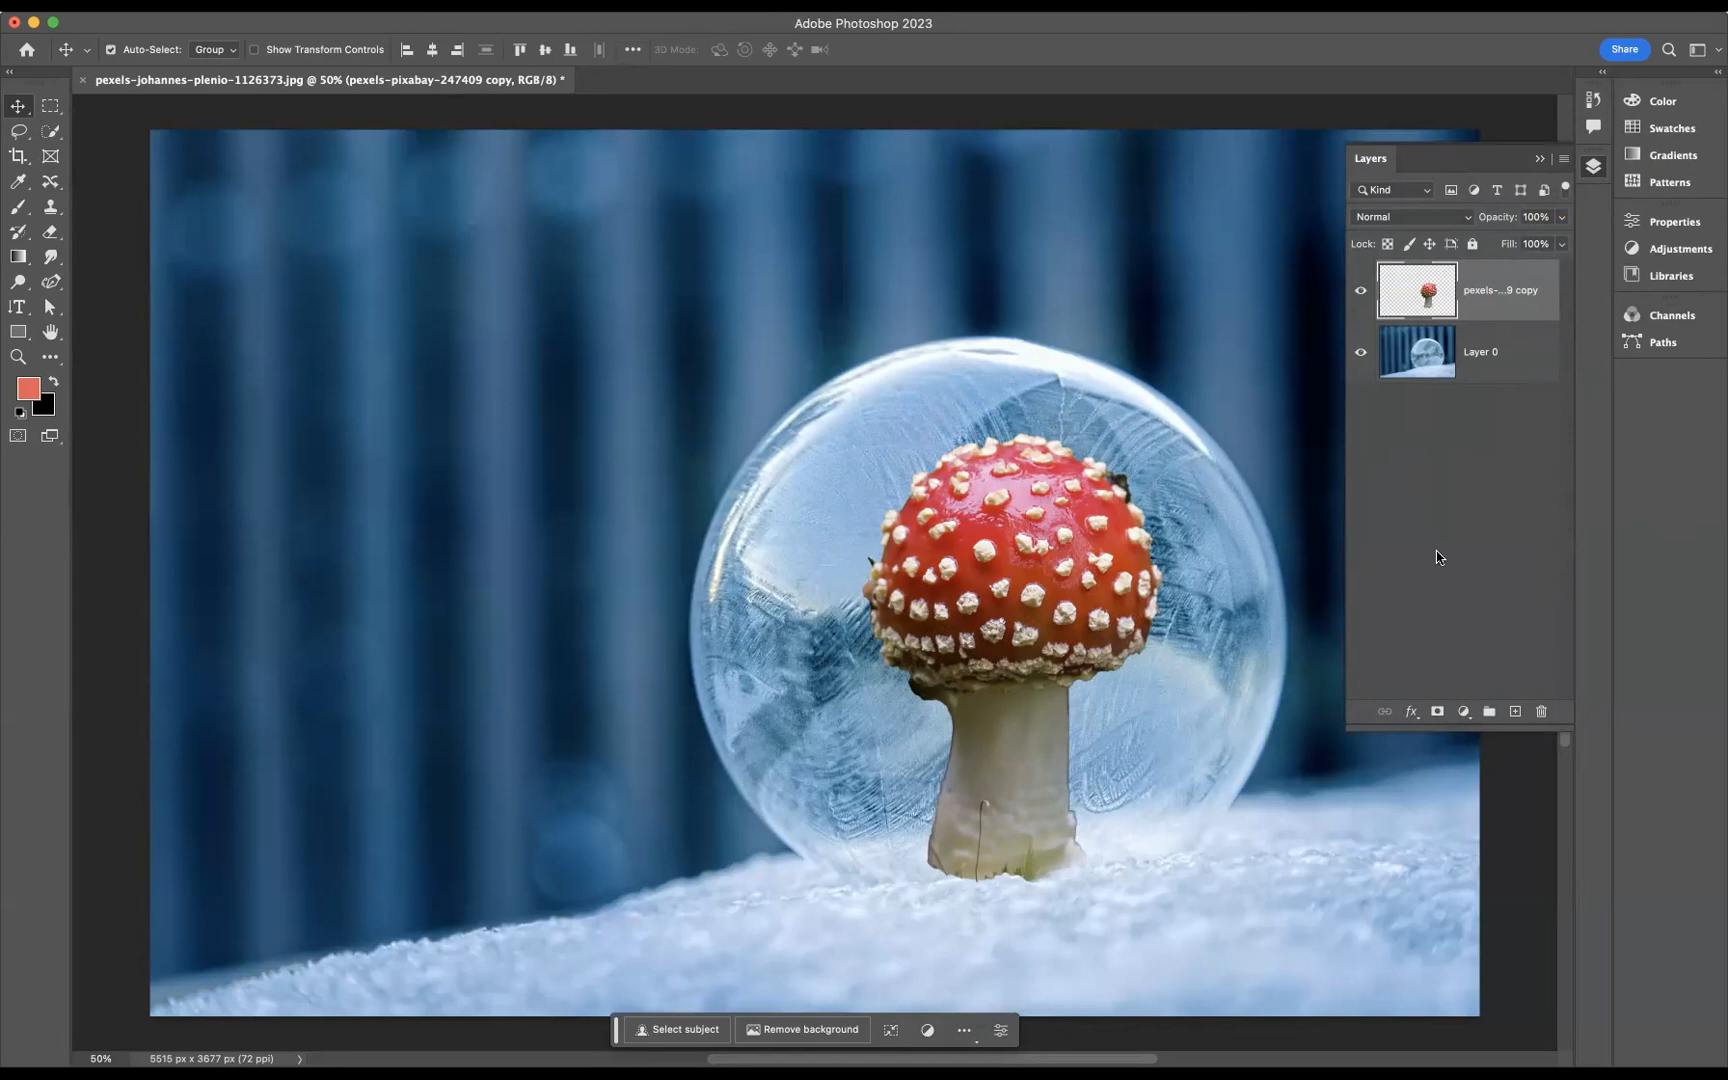 Adobe Photoshop 2023
Auto-Select: Group Show Transform Controls 3D Mode: Share
pexels-johannes-plenio-1126373.jpg @ 50% (pexels-pixabay-247409 copy, RGB/8) *
Layers
Kind
Normal Opacity: 100%
Lock: Fill: 100%
pexels-...9 copy
Layer 0
fx
Color
Swatches
Gradients
Patterns
Properties
Adjustments
Libraries
Channels
Paths
Select subject Remove background
50% 5515 px x 3677 px (72 ppi)